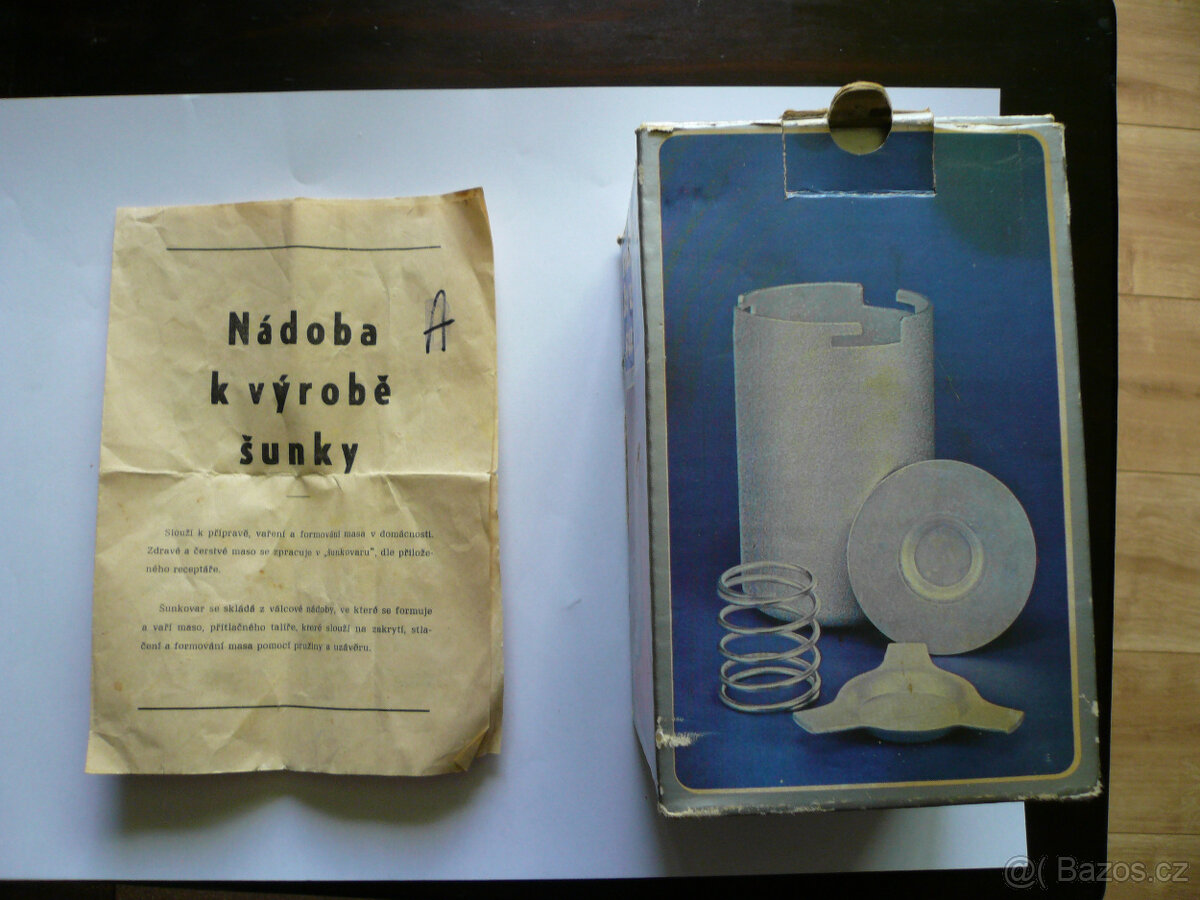 Nádoba
A
k výrobě
šunky
Slouží k přípravě, vaření a formování masa v domácnosti.
Zdravé a čerstvé maso se zpracuje v „šunkovaru", dle přilože-
ného receptáře.
Šunkovar se skládá z válcové nádoby, ve které se formuje
a vaří maso, přítlačného talíře, které slouží na zakrytí, stla-
čení a formování masa pomocí pružiny a uzávěru.
@( Bazos.cz